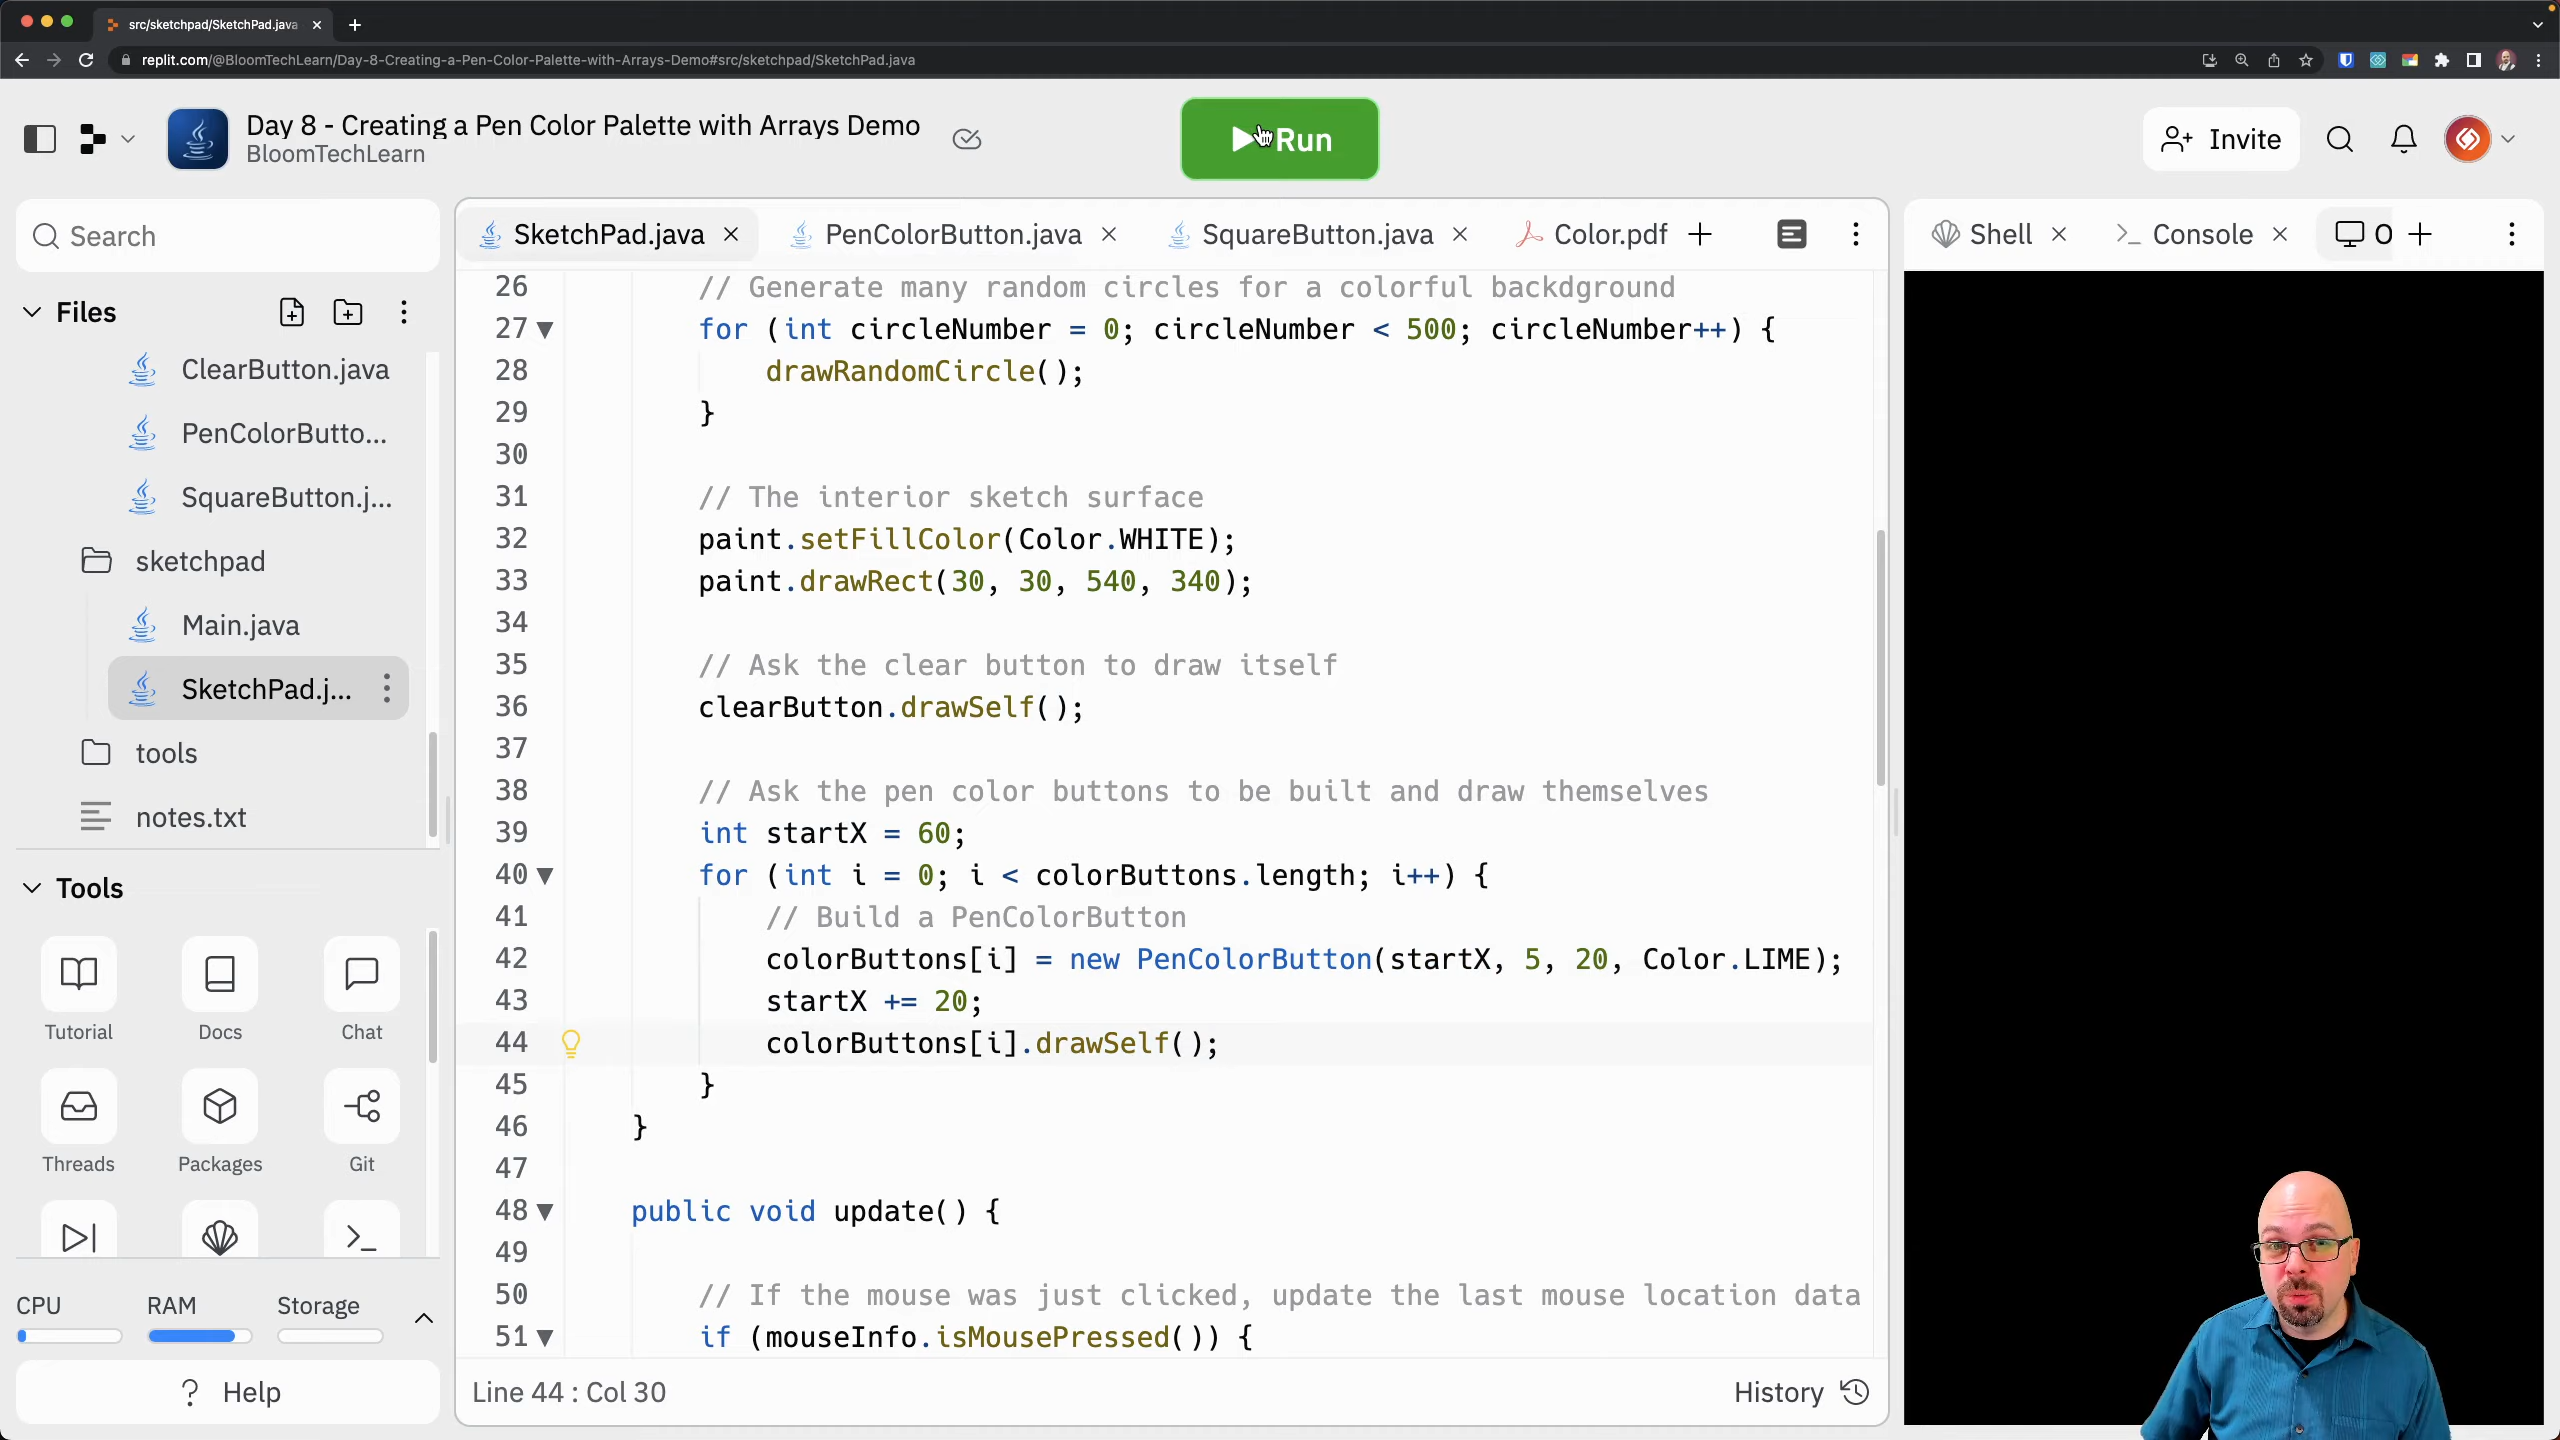 src/sketchpad/SketchPad.java
replit.com/@BloomTechLearn/Day-8-Creating-a-Pen-Color-Palette-with-Arrays-Demo#src/sketchpad/SketchPad.java
Day 8 - Creating a Pen Color Palette with Arrays Demo
BloomTechLearn
Run
Invite
Search
Files
ClearButton.java
PenColorButto...
SquareButton.j...
sketchpad
Main.java
SketchPad.j...
tools
notes.txt
Tools
Tutorial Docs Chat
Threads Packages Git
CPU RAM Storage
? Help
SketchPad.java PenColorButton.java SquareButton.java Color.pdf
26 // Generate many random circles for a colorful backdground
27 for (int circleNumber = 0; circleNumber < 500; circleNumber++) {
28 drawRandomCircle();
29 }
30
31 // The interior sketch surface
32 paint.setFillColor(Color.WHITE);
33 paint.drawRect(30, 30, 540, 340);
34
35 // Ask the clear button to draw itself
36 clearButton.drawSelf();
37
38 // Ask the pen color buttons to be built and draw themselves
39 int startX = 60;
40 for (int i = 0; i < colorButtons.length; i++) {
41 // Build a PenColorButton
42 colorButtons[i] = new PenColorButton(startX, 5, 20, Color.LIME);
43 startX += 20;
44 colorButtons[i].drawSelf();
45 }
46 }
47
48 public void update() {
49
50 // If the mouse was just clicked, update the last mouse location data
51 if (mouseInfo.isMousePressed()) {
Line 44 : Col 30
History
Shell Console O